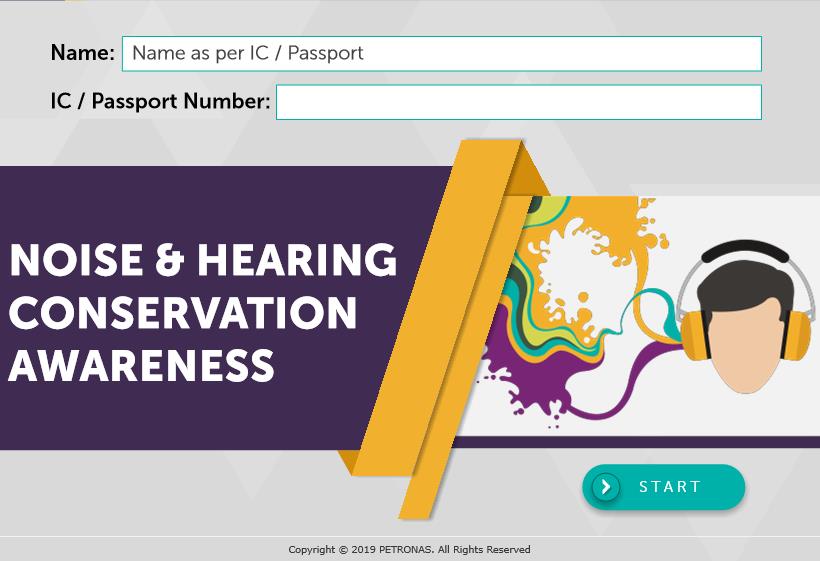 Name: Name as per IC / Passport
IC / Passport Number:
NOISE & HEARING
CONSERVATION
AWARENESS
START
Copyright © 2019 PETRONAS. All Rights Reserved